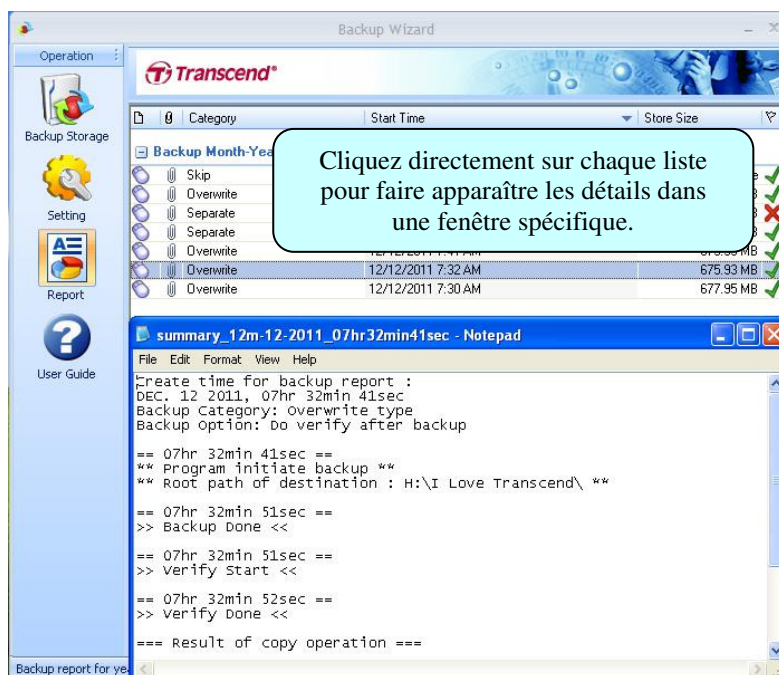 Backup Wizard
Operation
Transcend®
Category Start Time Store Size
Backup Storage
Setting
Report
User Guide
Backup Month-Yea
Skip
Overwrite
Separate
Separate
Overwrite
Overwrite 12/12/2011 7:32 AM 675.93 MB
Overwrite 12/12/2011 7:30 AM 677.95 MB
Cliquez directement sur chaque liste
pour faire apparaître les détails dans
une fenêtre spécifique.
summary_12m-12-2011_07hr32min41sec - Notepad
File Edit Format View Help
Create time for backup report :
DEC. 12 2011, 07hr 32min 41sec
Backup Category: Overwrite type
Backup Option: Do verify after backup
== 07hr 32min 41sec ==
** Program initiate backup **
** Root path of destination : H:\I Love Transcend\ **
== 07hr 32min 51sec ==
>> Backup Done <<
== 07hr 32min 51sec ==
>> Verify Start <<
== 07hr 32min 52sec ==
>> Verify Done <<
=== Result of copy operation ===
Backup report for ye